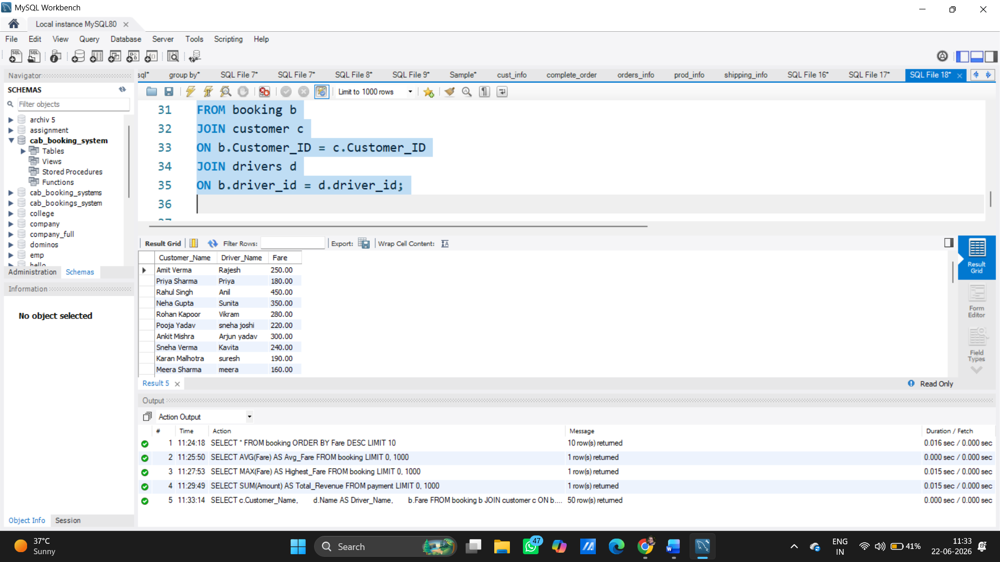 MySQL Workbench
Local instance MySQL80
File Edit View Query Database Server Tools Scripting Help
Navigator
sql* group by* SQL File 7* SQL File 7* SQL File 8* SQL File 9* Sample* cust_info complete_order orders_info prod_info shipping_info SQL File 16* SQL File 17* SQL File 18*
SCHEMAS
Limit to 1000 rows
Filter objects
archiv 5
assignment
cab_booking_system
Tables
Views
Stored Procedures
Functions
cab_booking_systems
cab_bookings_system
college
company
company_full
dominos
emp
hello
Administration Schemas
Information
No object selected
Object Info Session
31 FROM booking b
32 JOIN customer c
33 ON b.Customer_ID = c.Customer_ID
34 JOIN drivers d
35 ON b.driver_id = d.driver_id;
36
37
Result Grid Filter Rows: Export: Wrap Cell Content:
Customer_Name Driver_Name Fare
Amit Verma Rajesh 250.00
Priya Sharma Priya 180.00
Rahul Singh Anil 450.00
Neha Gupta Sunita 350.00
Rohan Kapoor Vikram 280.00
Pooja Yadav sneha joshi 220.00
Ankit Mishra Arjun yadav 300.00
Sneha Verma Kavita 240.00
Karan Malhotra suresh 190.00
Meera Sharma meera 160.00
Result Grid
Form Editor
Field Types
Result 5
Read Only
Output
Action Output
# Time Action Message Duration / Fetch
1 11:24:18 SELECT * FROM booking ORDER BY Fare DESC LIMIT 10 10 row(s) returned 0.016 sec / 0.000 sec
2 11:25:50 SELECT AVG(Fare) AS Avg_Fare FROM booking LIMIT 0, 1000 1 row(s) returned 0.000 sec / 0.000 sec
3 11:27:53 SELECT MAX(Fare) AS Highest_Fare FROM booking LIMIT 0, 1000 1 row(s) returned 0.015 sec / 0.000 sec
4 11:29:49 SELECT SUM(Amount) AS Total_Revenue FROM payment LIMIT 0, 1000 1 row(s) returned 0.015 sec / 0.000 sec
5 11:33:14 SELECT c.Customer_Name, d.Name AS Driver_Name, b.Fare FROM booking b JOIN customer c ON b.... 50 row(s) returned 0.000 sec / 0.000 sec
37°C
Sunny
Search
47
ENG
IN
41%
11:33
22-06-2026